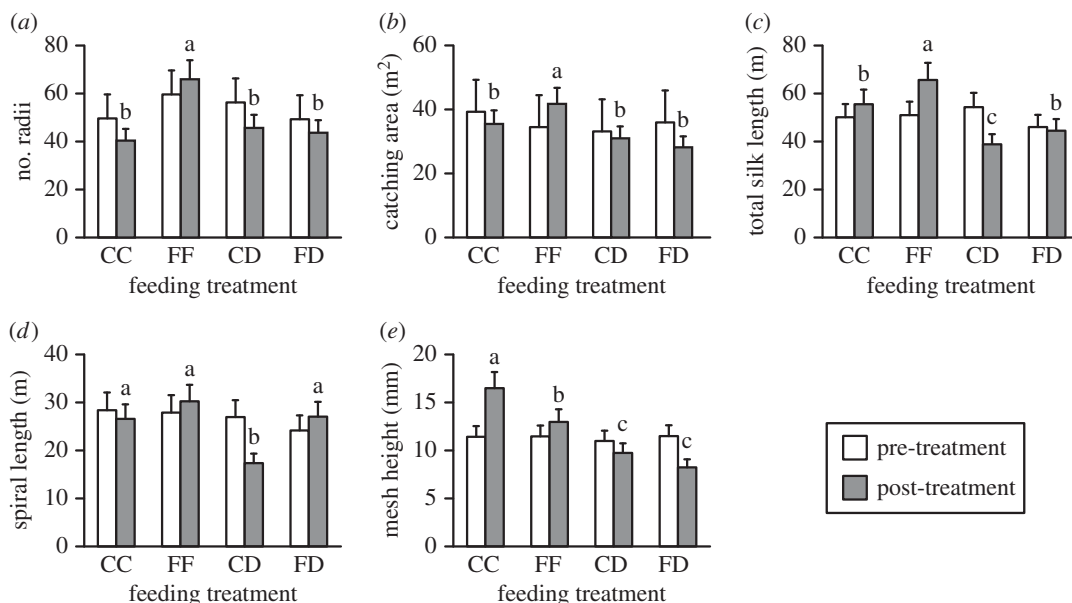 (a)
80
60
40
20
0
no. radii
b
a
b
b
CC FF CD FD
feeding treatment
(b)
60
40
20
0
catching area (m²)
b
a
b
b
CC FF CD FD
feeding treatment
(c)
80
60
40
20
0
total silk length (m)
b
a
c
b
CC FF CD FD
feeding treatment
(d)
40
30
20
10
0
spiral length (m)
a
a
b
a
CC FF CD FD
feeding treatment
(e)
20
15
10
5
0
mesh height (mm)
a
b
c
c
CC FF CD FD
feeding treatment
pre-treatment
post-treatment